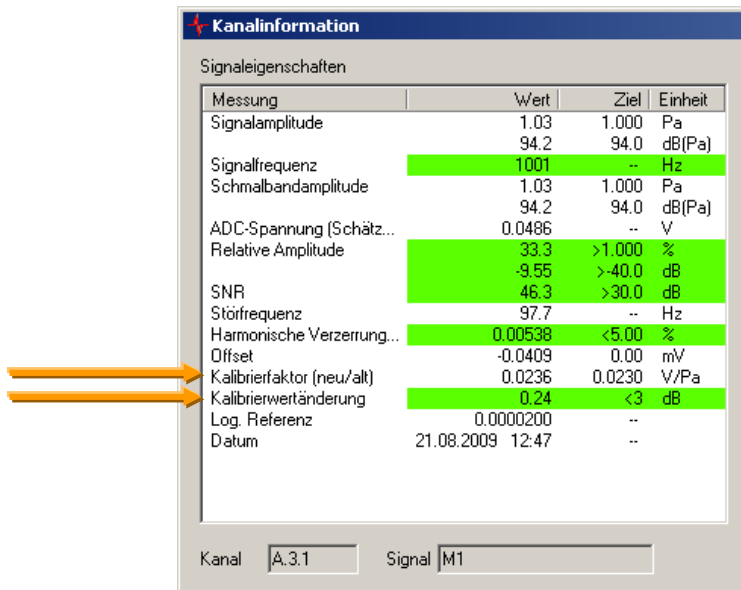 Kanalinformation
Signaleigenschaften
Messung Wert Ziel Einheit
Signalamplitude 1.03 1.000 Pa
94.2 94.0 dB(Pa)
Signalfrequenz 1001 -- Hz
Schmalbandamplitude 1.03 1.000 Pa
94.2 94.0 dB(Pa)
ADC-Spannung (Schätz... 0.0486 -- V
Relative Amplitude 33.3 >1.000 %
-9.55 >-40.0 dB
SNR 46.3 >30.0 dB
Störfrequenz 97.7 -- Hz
Harmonische Verzerrung... 0.00538 <5.00 %
Offset -0.0409 0.00 mV
Kalibrierfaktor (neu/alt) 0.0236 0.0230 V/Pa
Kalibrierwertänderung 0.24 <3 dB
Log. Referenz 0.0000200 --
Datum 21.08.2009 12:47 --
Kanal A.3.1 Signal M1